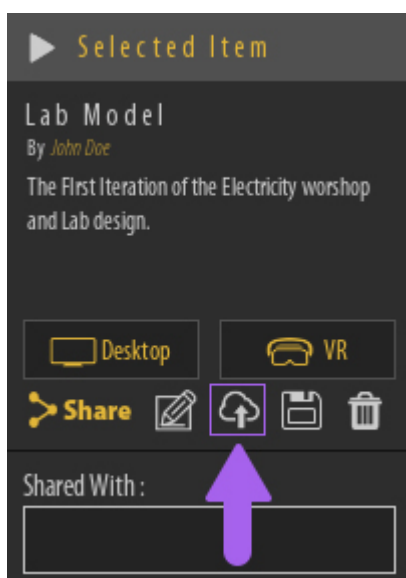 Selected Item
Lab Model
By John Doe
The FIrst Iteration of the Electricity worshop
and Lab design.
Desktop VR
Share
Shared With :